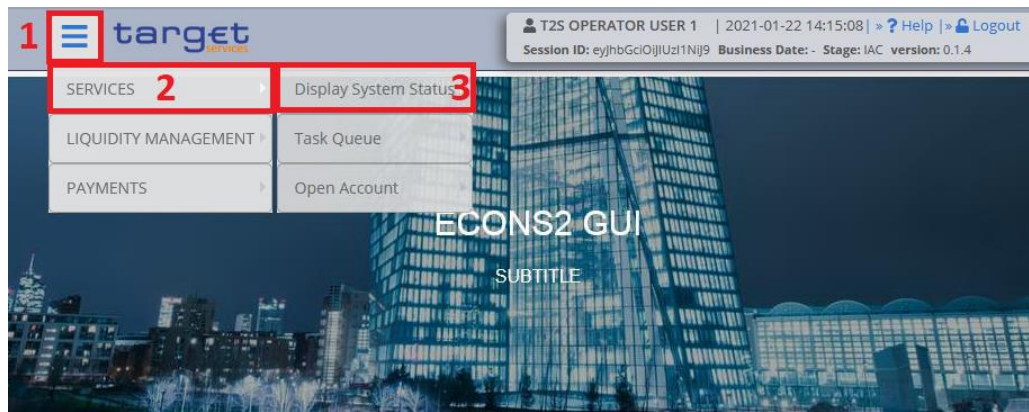 1
target
services
T2S OPERATOR USER 1 | 2021-01-22 14:15:08| » ? Help |» Logout
Session ID: eyJhbGciOiJIUzI1NiJ9 Business Date: - Stage: IAC version: 0.1.4
SERVICES 2
Display System Status 3
LIQUIDITY MANAGEMENT
Task Queue
PAYMENTS
Open Account
ECONS2 GUI
SUBTITLE